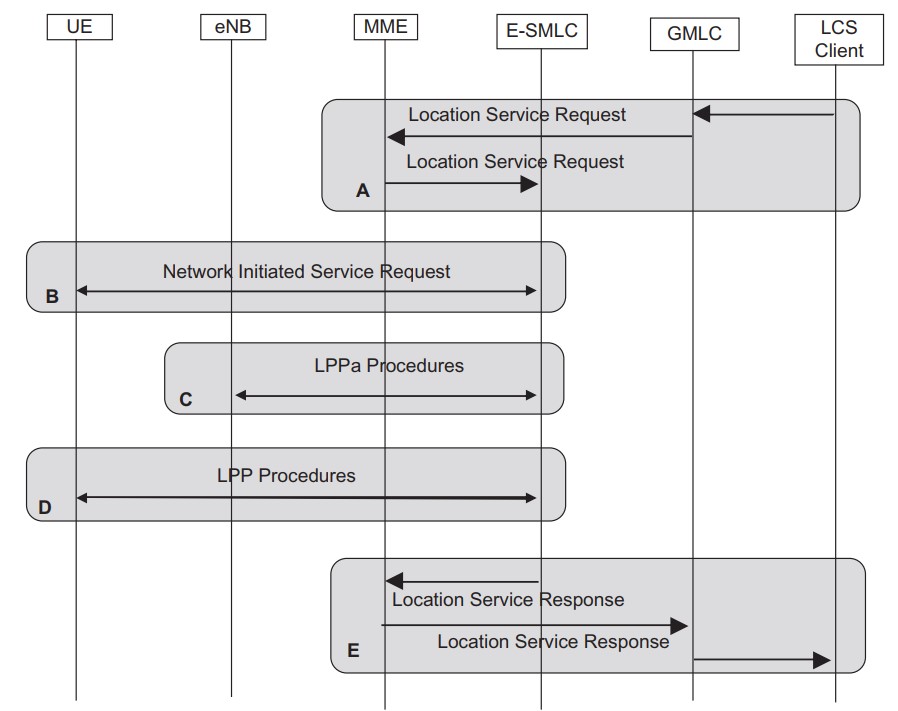 UE
eNB
MME
E-SMLC
GMLC
LCS
Client
Location Service Request
Location Service Request
A
Network Initiated Service Request
B
LPPa Procedures
C
LPP Procedures
D
Location Service Response
Location Service Response
E